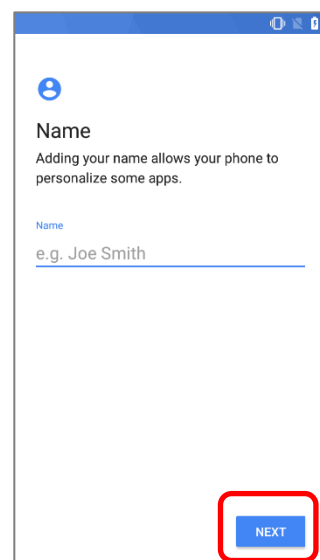 Name
Adding your name allows your phone to
personalize some apps.
Name
e.g. Joe Smith
NEXT